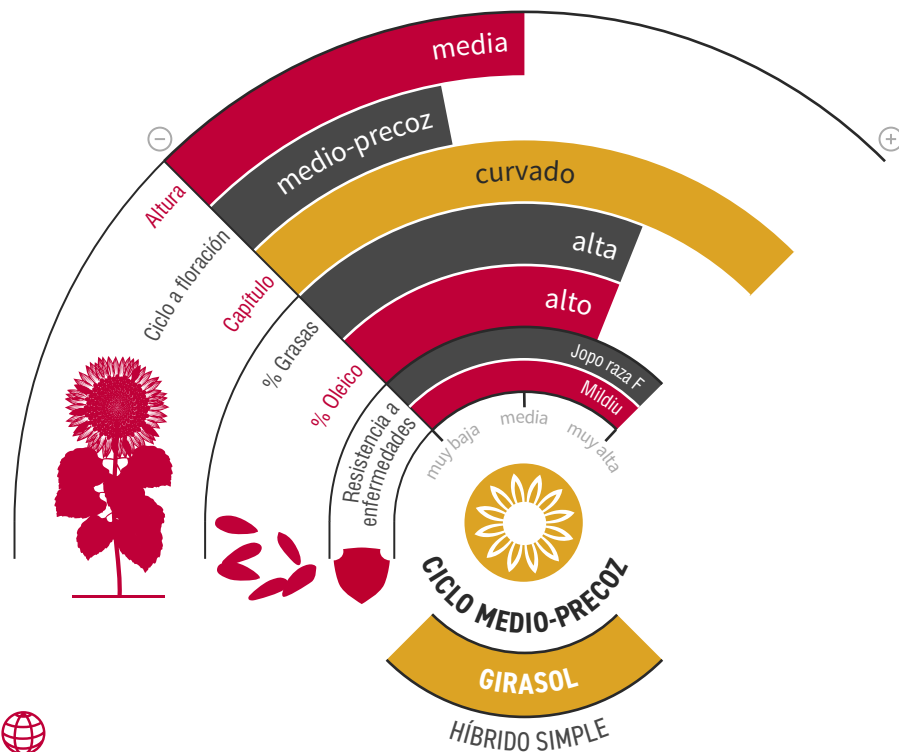 media
medio-precoz
curvado
alta
alto
Jopo raza F
Mildiu
−
+
Altura
Ciclo a floración
Capítulo
% Grasas
% Oleico
Resistencia a
enfermedades
muy baja
media
muy alta
CICLO MEDIO-PRECOZ
GIRASOL
HÍBRIDO SIMPLE